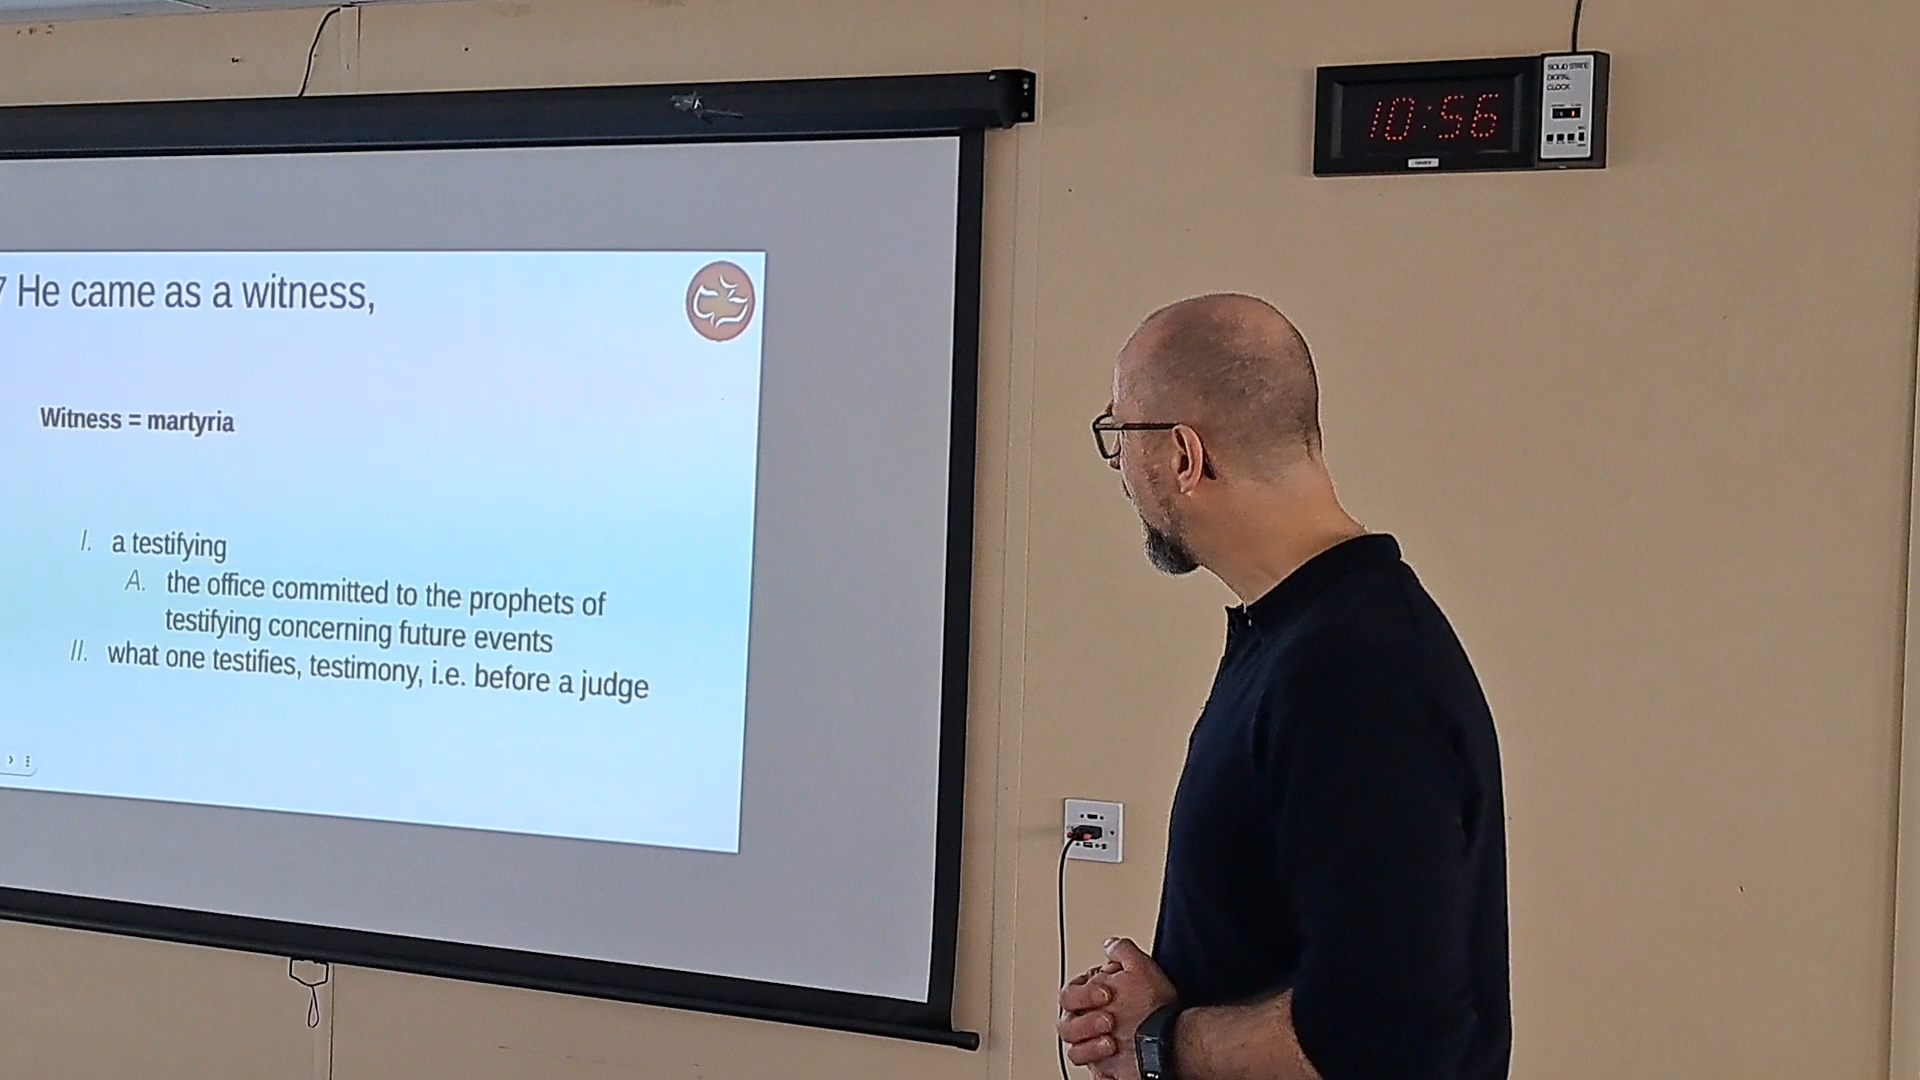 7 He came as a witness,
Witness = martyria
I. a testifying
A. the office committed to the prophets of
testifying concerning future events
II. what one testifies, testimony, i.e. before a judge
10:56
SOLID STATE
DIGITAL
CLOCK